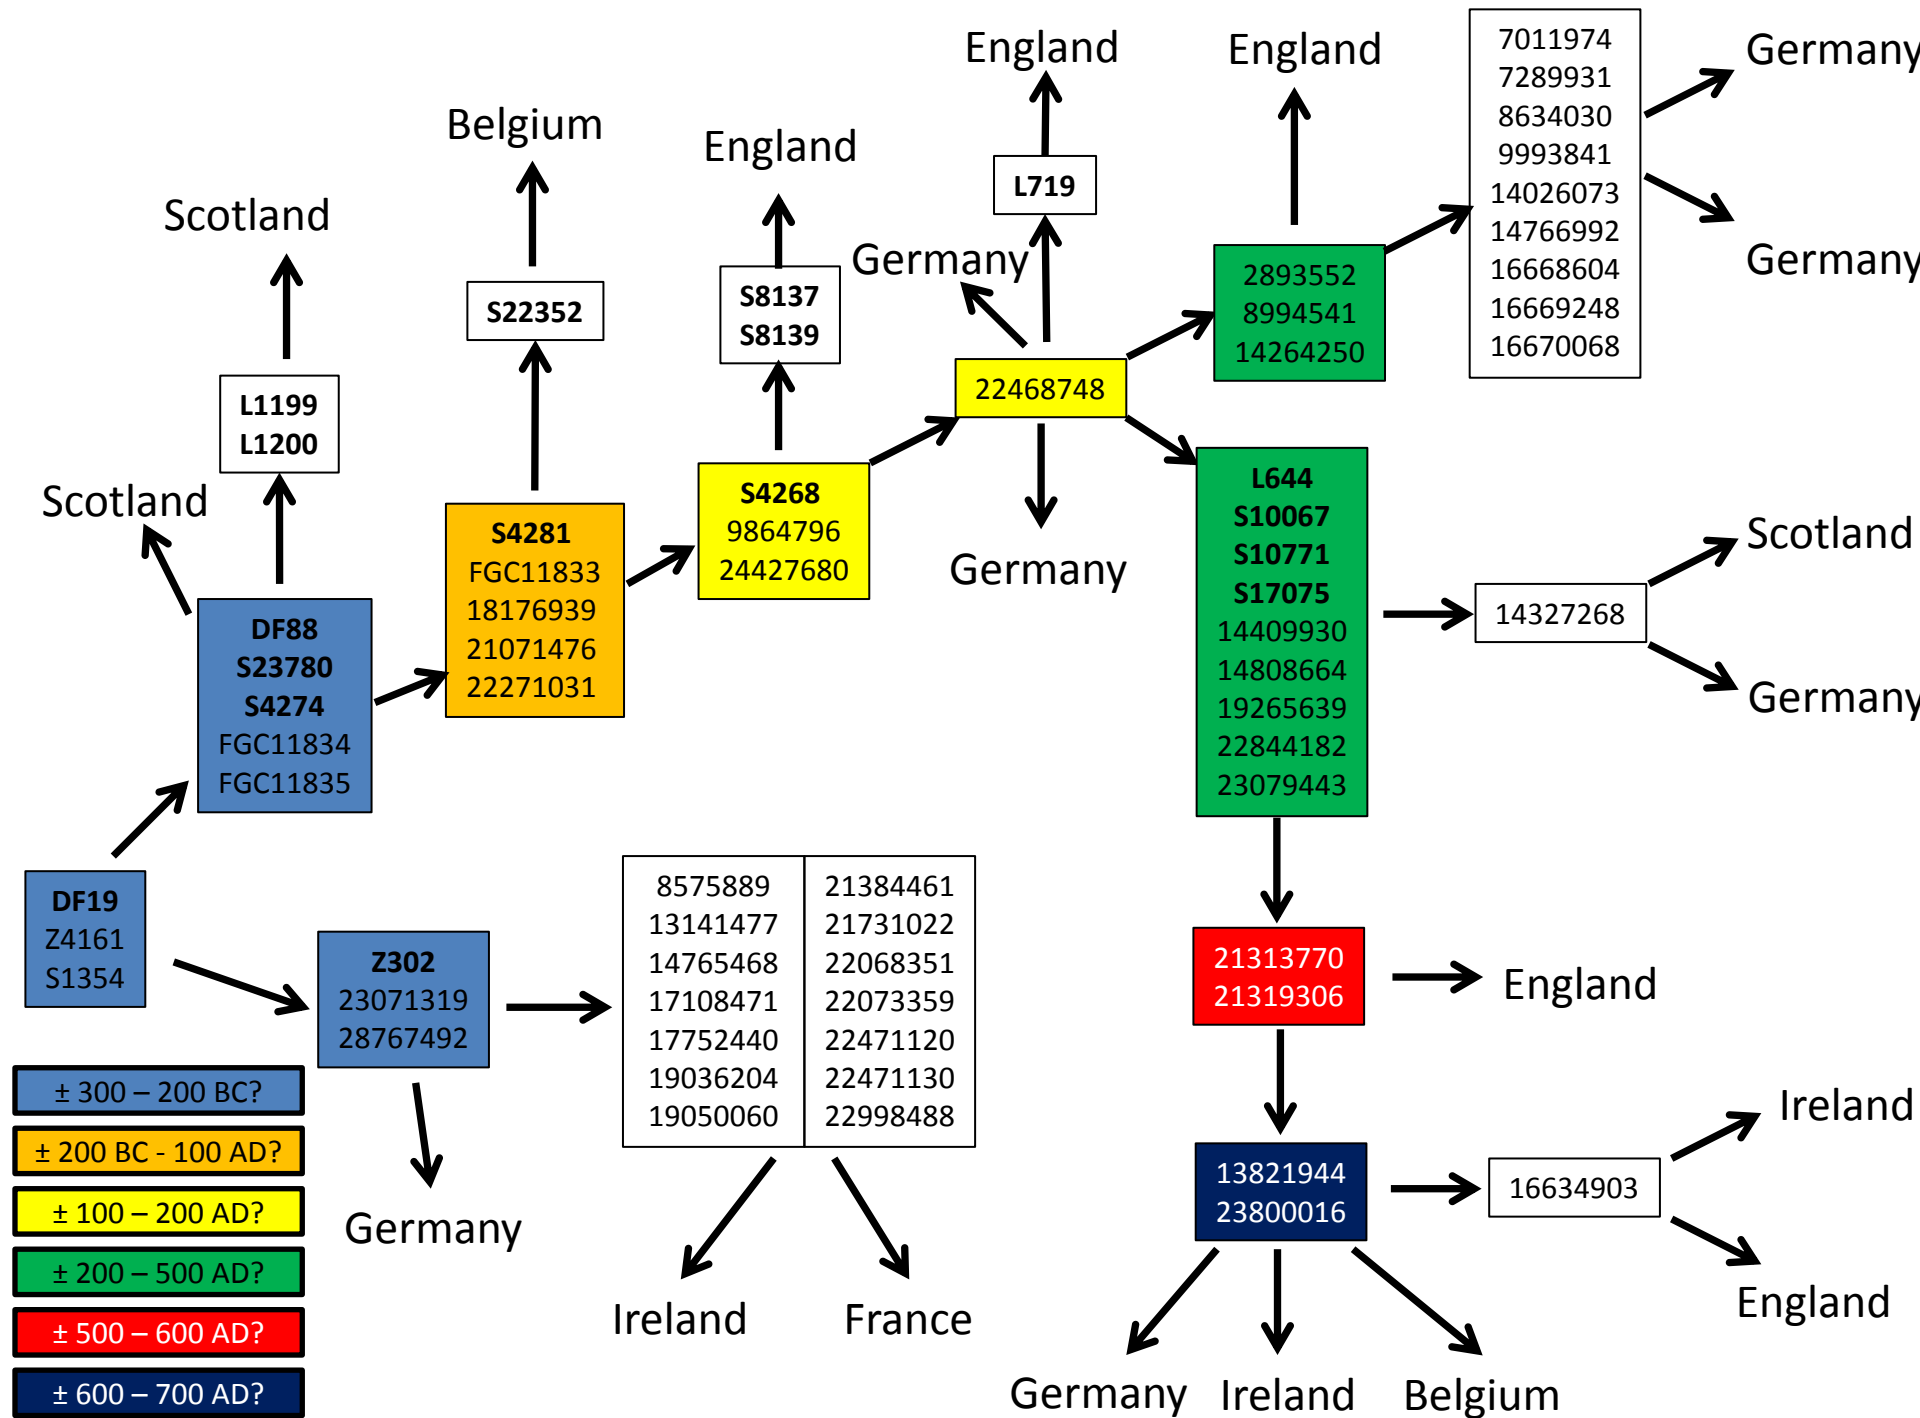 England
England
7011974
7289931
8634030
9993841
14026073
14766992
16668604
16669248
16670068
Germany
Germany
Belgium
England
L719
Scotland
Germany
2893552
8994541
14264250
S22352
S8137
S8139
L1199
L1200
22468748
Scotland
S4281
FGC11833
18176939
21071476
22271031
S4268
9864796
24427680
Germany
L644
S10067
S10771
S17075
14409930
14808664
19265639
22844182
23079443
Scotland
14327268
Germany
DF88
S23780
S4274
FGC11834
FGC11835
DF19
Z4161
S1354
Z302
23071319
28767492
8575889
13141477
14765468
17108471
17752440
19036204
19050060
21384461
21731022
22068351
22073359
22471120
22471130
22998488
21313770
21319306
England
± 300 – 200 BC?
± 200 BC - 100 AD?
± 100 – 200 AD?
± 200 – 500 AD?
± 500 – 600 AD?
± 600 – 700 AD?
Germany
Ireland
France
13821944
23800016
16634903
Ireland
England
Germany
Ireland
Belgium